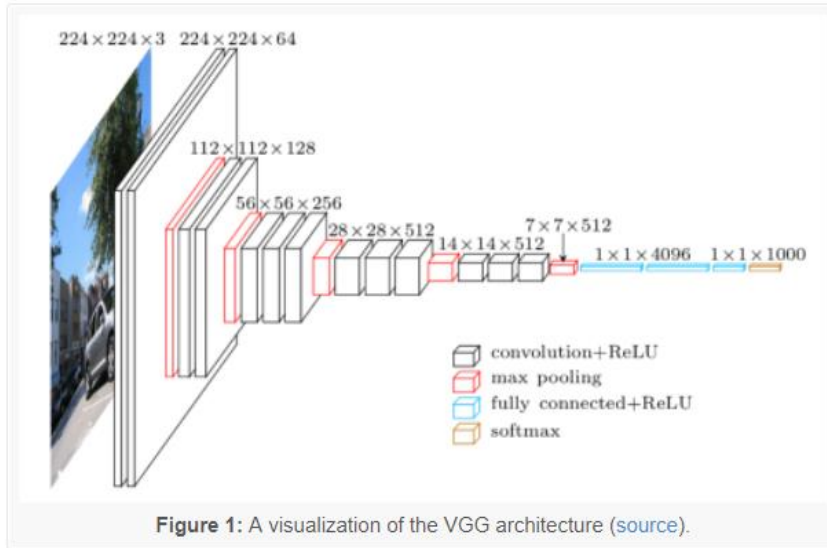 224×224×3 224×224×64
112×112×128
56×56×256
28×28×512
14×14×512
7×7×512
1×1×4096 1×1×1000
convolution+ReLU
max pooling
fully connected+ReLU
softmax
Figure 1: A visualization of the VGG architecture (source).